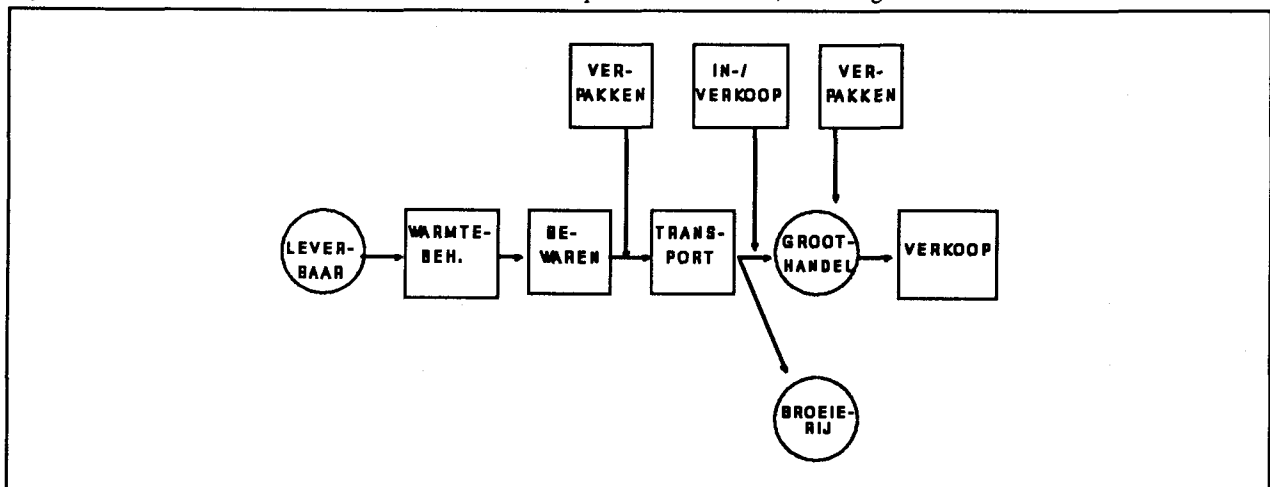 VER-
PAKKEN
IN-/
VERKOOP
VER-
PAKKEN
LEVER-
BAAR
WARMTE-
BEH.
BE-
WAREN
TRANS-
PORT
GROOT-
HANDEL
VERKOOP
BROEIE-
RIJ